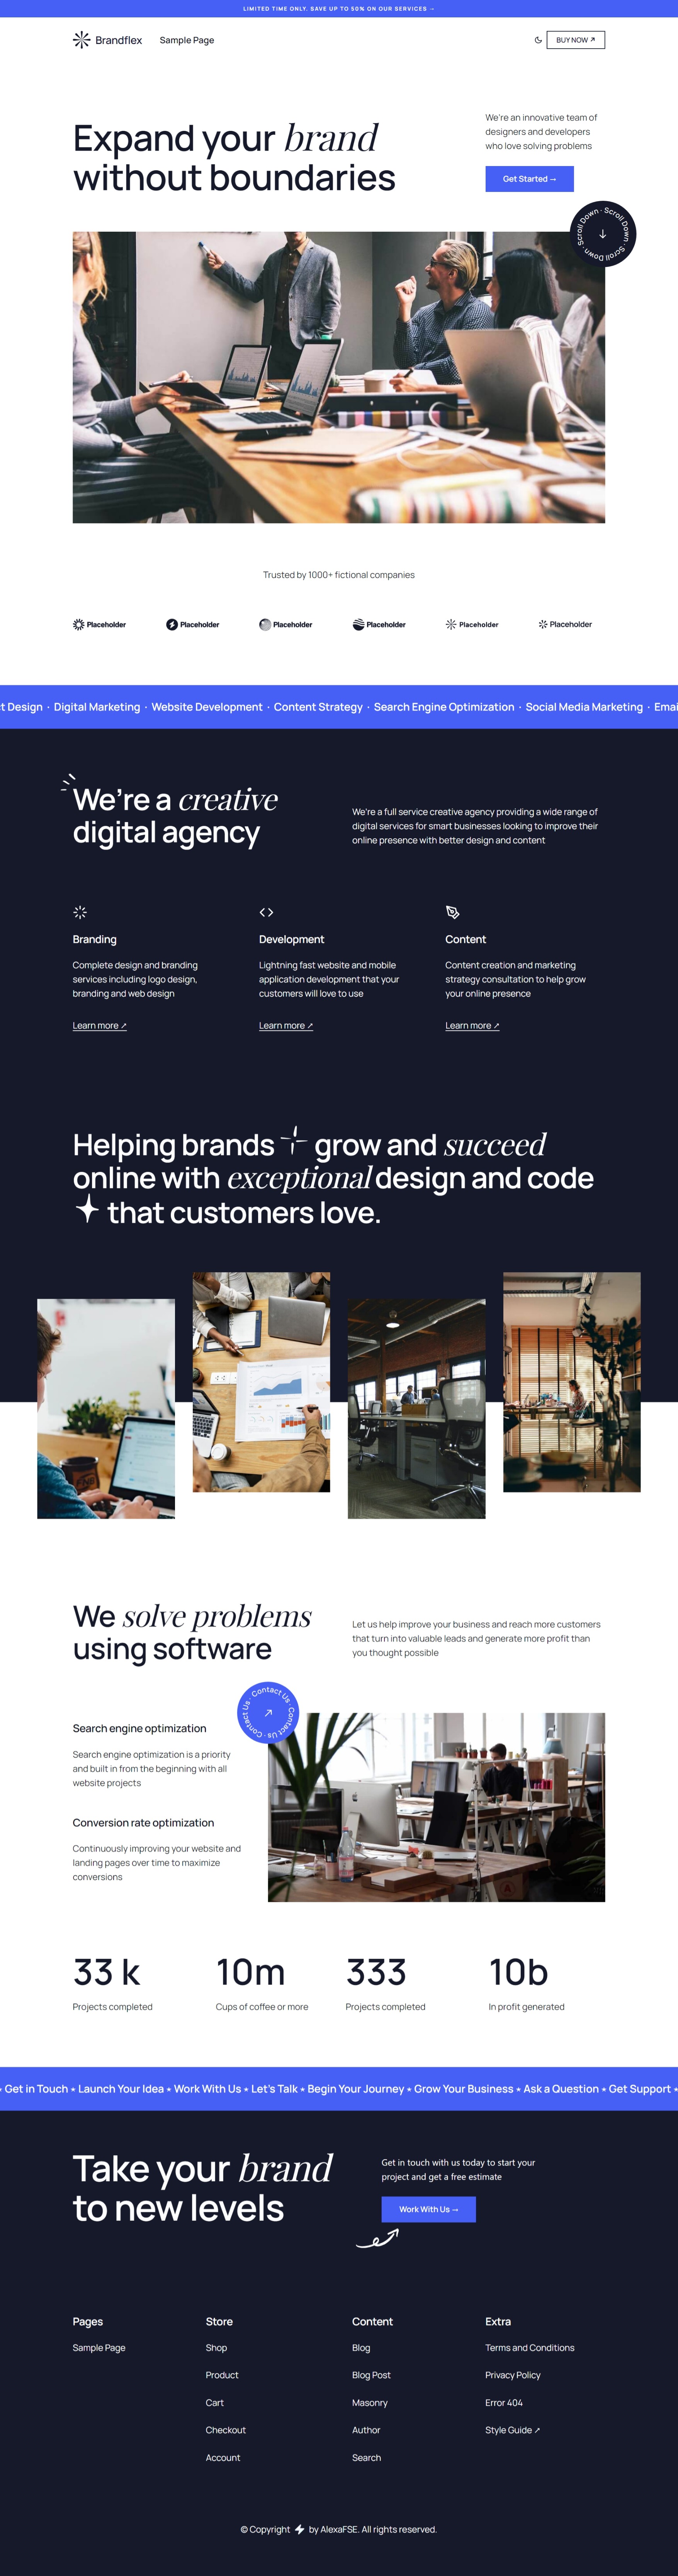 LIMITED TIME ONLY. SAVE UP TO 50% ON OUR SERVICES →
Brandflex
Sample Page
BUY NOW ↗
Expand your brand
without boundaries
We're an innovative team of
designers and developers
who love solving problems
Get Started →
Scroll Down · Scroll Down · Scroll Down ·
Trusted by 1000+ fictional companies
Placeholder
Placeholder
Placeholder
Placeholder
Placeholder
Placeholder
t Design · Digital Marketing · Website Development · Content Strategy · Search Engine Optimization · Social Media Marketing · Emai
We're a creative
digital agency
We're a full service creative agency providing a wide range of
digital services for smart businesses looking to improve their
online presence with better design and content
Branding
Complete design and branding
services including logo design,
branding and web design
Learn more ↗
Development
Lightning fast website and mobile
application development that your
customers will love to use
Learn more ↗
Content
Content creation and marketing
strategy consultation to help grow
your online presence
Learn more ↗
Helping brands grow and succeed
online with exceptional design and code
that customers love.
We solve problems
using software
Let us help improve your business and reach more customers
that turn into valuable leads and generate more profit than
you thought possible
Contact Us · Contact Us · Contact Us ·
Search engine optimization
Search engine optimization is a priority
and built in from the beginning with all
website projects
Conversion rate optimization
Continuously improving your website and
landing pages over time to maximize
conversions
33 k
Projects completed
10m
Cups of coffee or more
333
Projects completed
10b
In profit generated
Get in Touch ⋆ Launch Your Idea ⋆ Work With Us ⋆ Let's Talk ⋆ Begin Your Journey ⋆ Grow Your Business ⋆ Ask a Question ⋆ Get Support ⋆
Take your brand
to new levels
Get in touch with us today to start your
project and get a free estimate
Work With Us →
Pages
Sample Page
Store
Shop
Product
Cart
Checkout
Account
Content
Blog
Blog Post
Masonry
Author
Search
Extra
Terms and Conditions
Privacy Policy
Error 404
Style Guide ↗
© Copyright by AlexaFSE. All rights reserved.